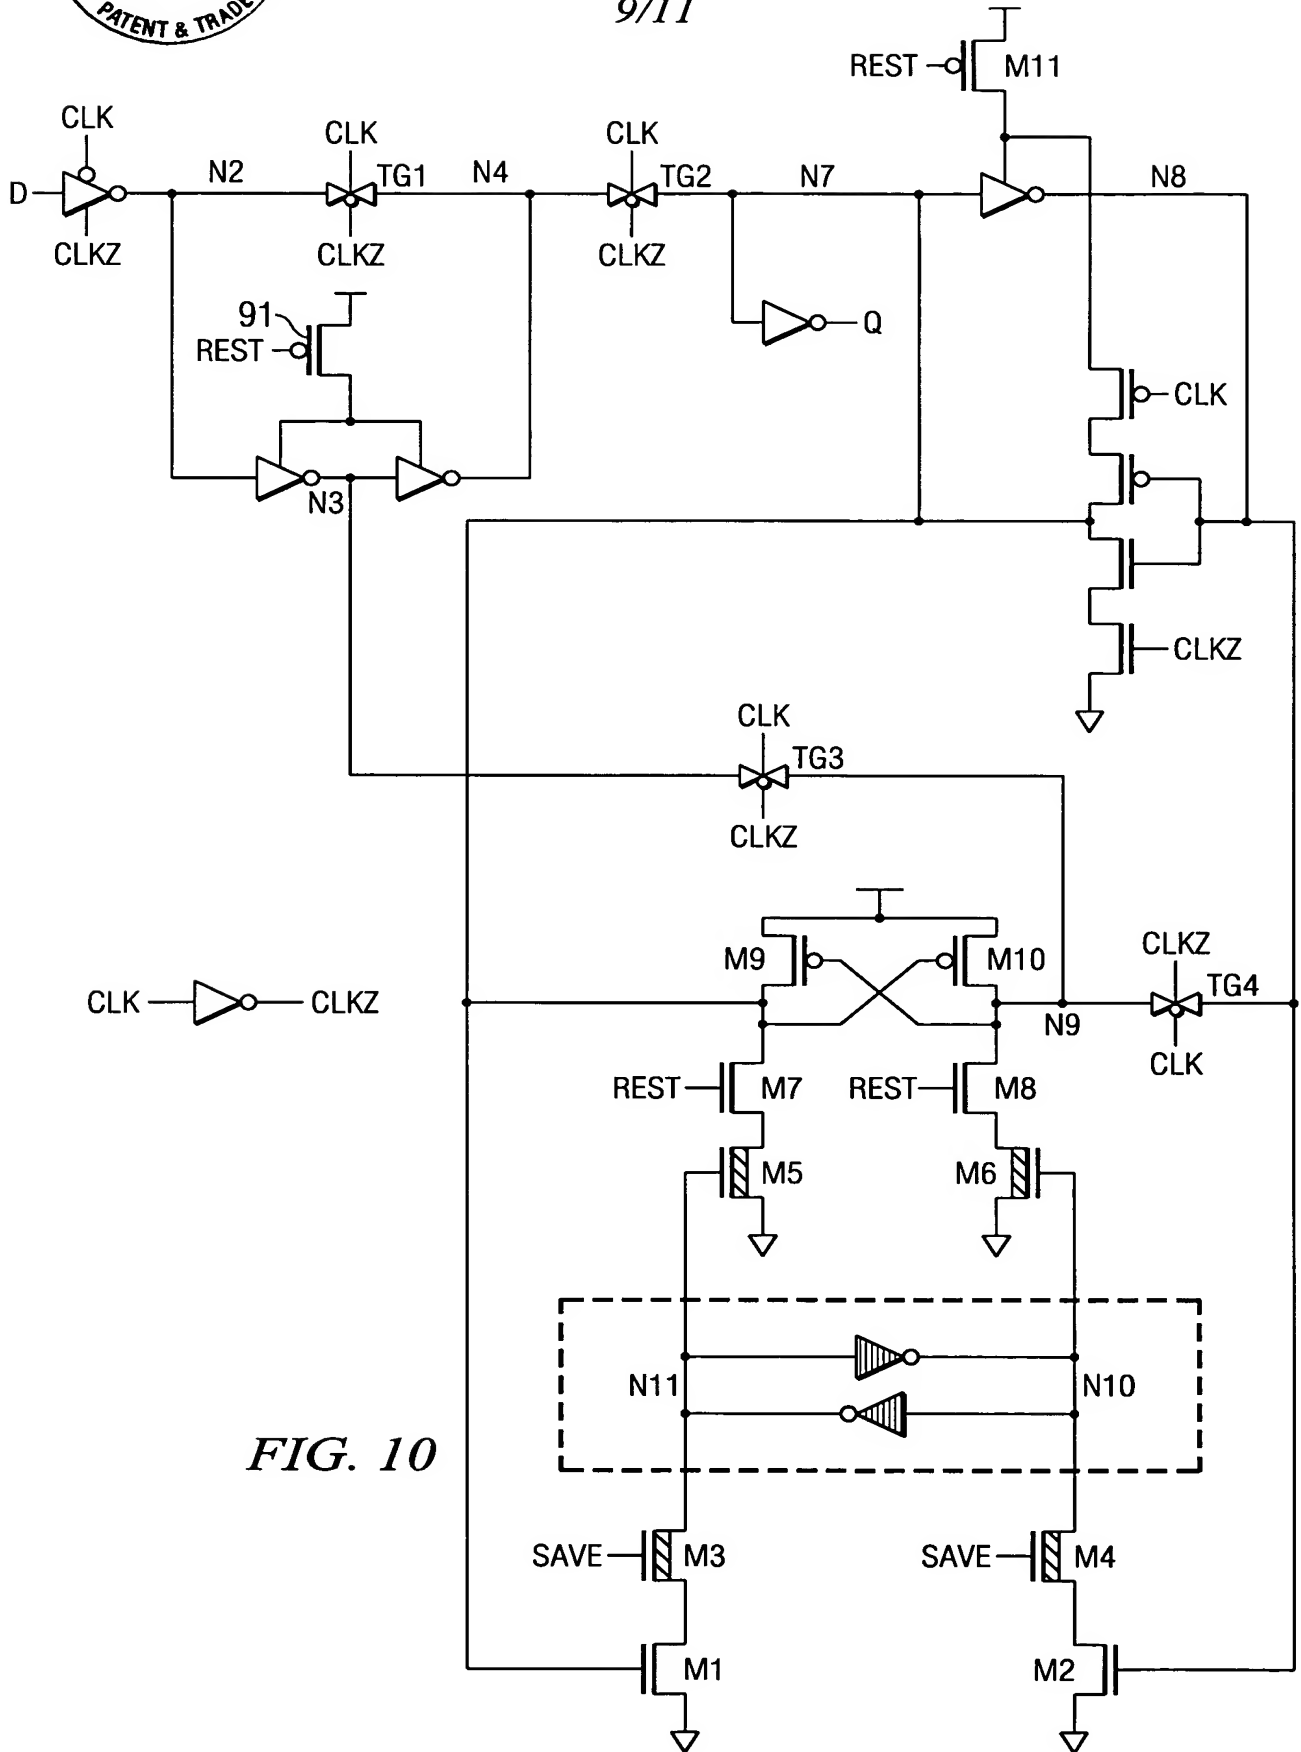 PATENT & TRADE
9/11
REST
M11
CLK
CLK
CLK
D
N2
TG1
N4
TG2
N7
N8
CLKZ
CLKZ
CLKZ
91
REST
Q
CLK
N3
CLKZ
CLK
TG3
CLKZ
M9
M10
CLKZ
TG4
CLK
CLKZ
N9
CLK
REST
M7
REST
M8
M5
M6
N11
N10
FIG. 10
SAVE
M3
SAVE
M4
M1
M2